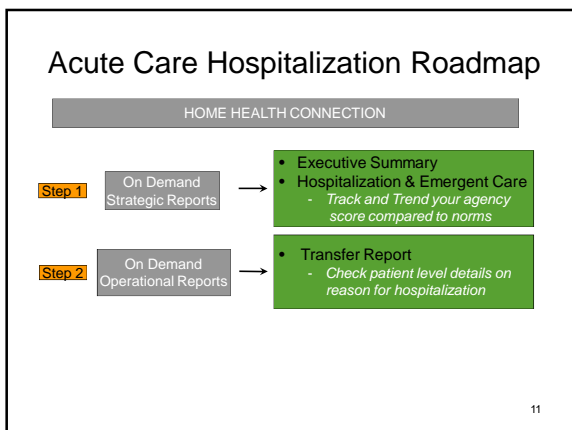 Acute Care Hospitalization Roadmap
HOME HEALTH CONNECTION
Step 1
On Demand
Strategic Reports
• Executive Summary
• Hospitalization & Emergent Care
- Track and Trend your agency
score compared to norms
Step 2
On Demand
Operational Reports
• Transfer Report
- Check patient level details on
reason for hospitalization
11